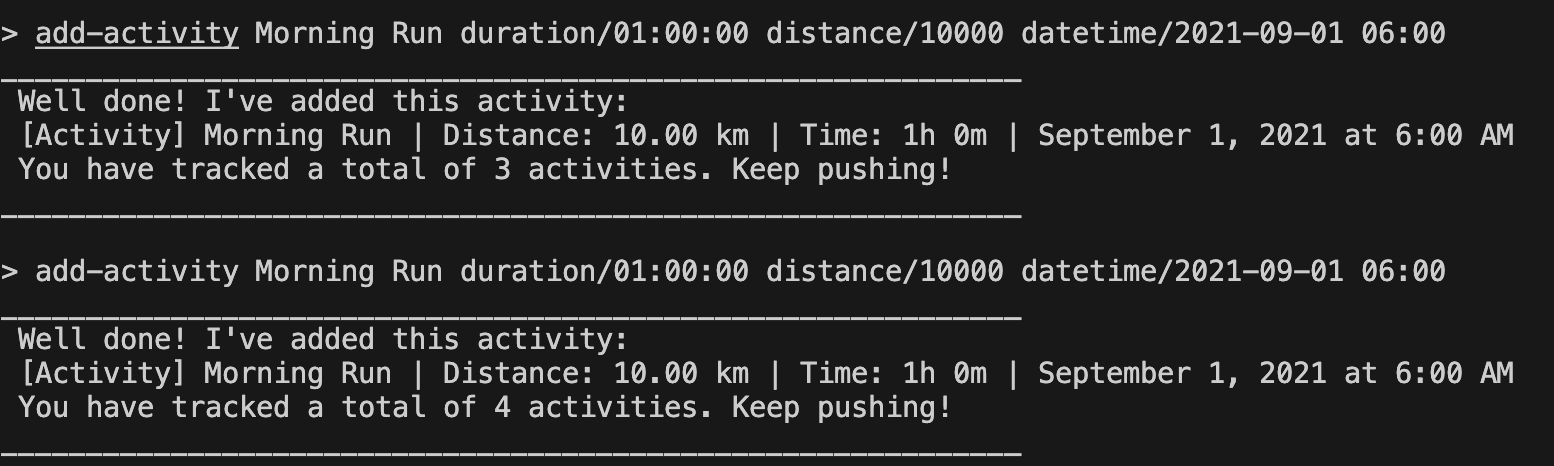 > add-activity Morning Run duration/01:00:00 distance/10000 datetime/2021-09-01 06:00
____________________________________________________________
Well done! I've added this activity:
[Activity] Morning Run | Distance: 10.00 km | Time: 1h 0m | September 1, 2021 at 6:00 AM
You have tracked a total of 3 activities. Keep pushing!
____________________________________________________________
> add-activity Morning Run duration/01:00:00 distance/10000 datetime/2021-09-01 06:00
____________________________________________________________
Well done! I've added this activity:
[Activity] Morning Run | Distance: 10.00 km | Time: 1h 0m | September 1, 2021 at 6:00 AM
You have tracked a total of 4 activities. Keep pushing!
____________________________________________________________